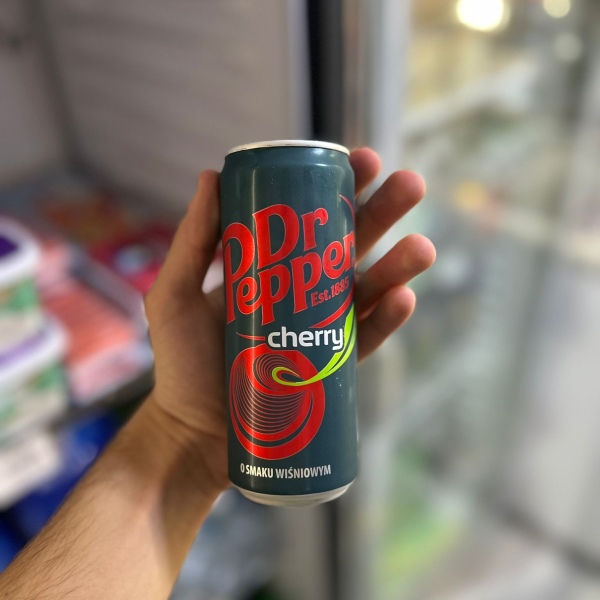 Dr
Pepper
Est.1885
cherry
O SMAKU WIŚNIOWYM